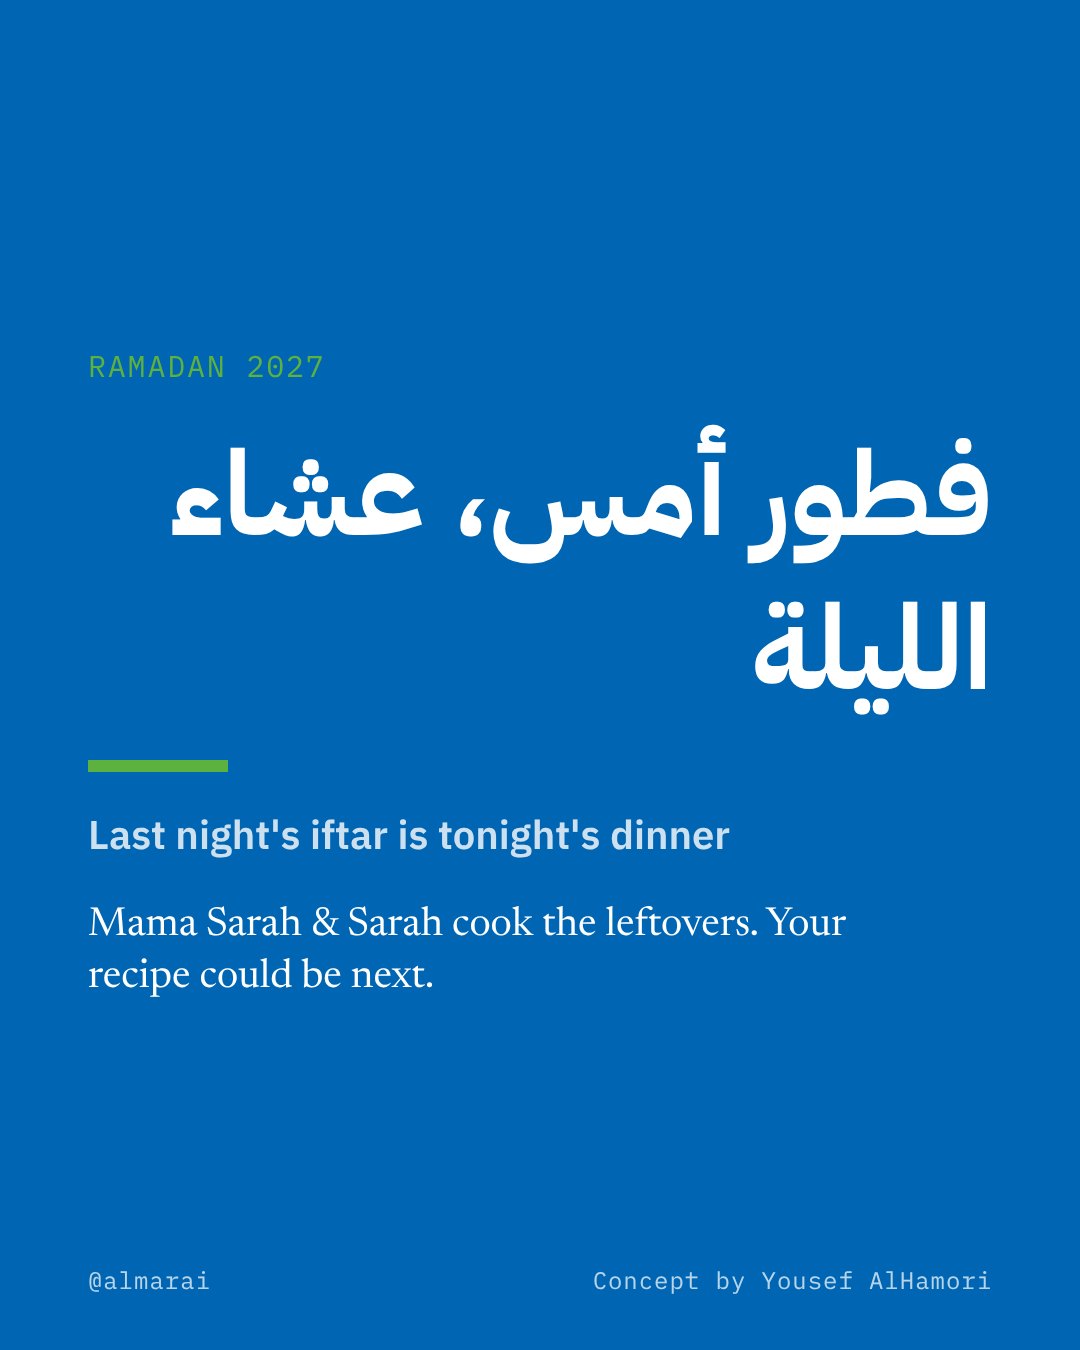 RAMADAN 2027
فطور أمس، عشاء
الليلة
Last night's iftar is tonight's dinner
Mama Sarah & Sarah cook the leftovers. Your
recipe could be next.
@almarai
Concept by Yousef AlHamori